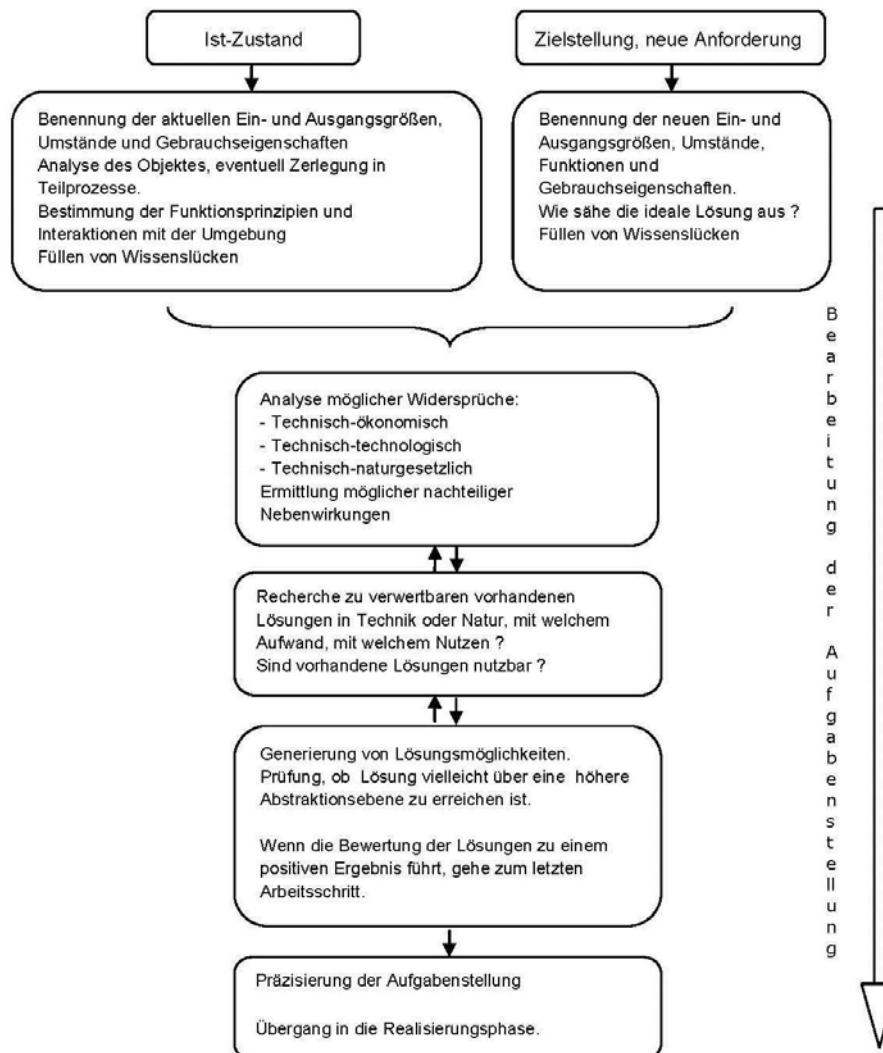 Ist-Zustand
Zielstellung, neue Anforderung
Benennung der aktuellen Ein- und Ausgangsgrößen,
Umstände und Gebrauchseigenschaften
Analyse des Objektes, eventuell Zerlegung in
Teilprozesse.
Bestimmung der Funktionsprinzipien und
Interaktionen mit der Umgebung
Füllen von Wissenslücken
Benennung der neuen Ein- und
Ausgangsgrößen, Umstände,
Funktionen und
Gebrauchseigenschaften.
Wie sähe die ideale Lösung aus ?
Füllen von Wissenslücken
Analyse möglicher Widersprüche:
- Technisch-ökonomisch
- Technisch-technologisch
- Technisch-naturgesetzlich
Ermittlung möglicher nachteiliger
Nebenwirkungen
Recherche zu verwertbaren vorhandenen
Lösungen in Technik oder Natur, mit welchem
Aufwand, mit welchem Nutzen ?
Sind vorhandene Lösungen nutzbar ?
Generierung von Lösungsmöglichkeiten.
Prüfung, ob Lösung vielleicht über eine höhere
Abstraktionsebene zu erreichen ist.
Wenn die Bewertung der Lösungen zu einem
positiven Ergebnis führt, gehe zum letzten
Arbeitsschritt.
Präzisierung der Aufgabenstellung
Übergang in die Realisierungsphase.
Bearbeitung der Aufgabenstellung